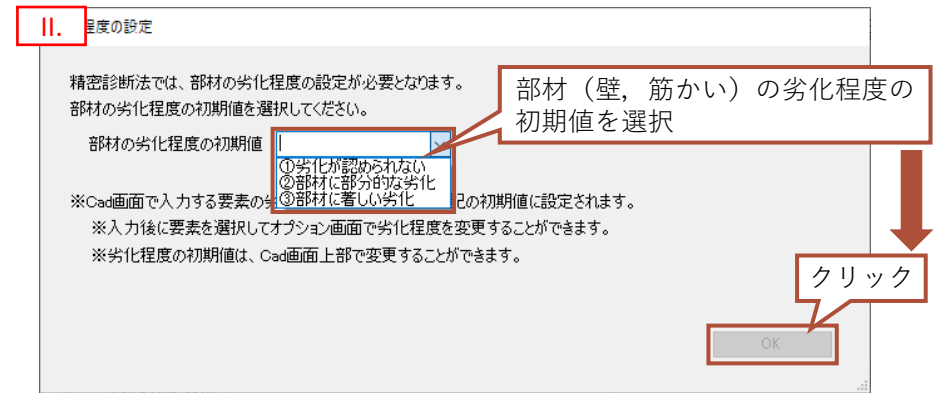 II.
程度の設定
精密診断法では、部材の劣化程度の設定が必要となります。
部材の劣化程度の初期値を選択してください。
部材（壁，筋かい）の劣化程度の
初期値を選択
部材の劣化程度の初期値
①劣化が認められない
②部材に部分的な劣化
③部材に著しい劣化
※Cad画面で入力する要素の
記の初期値に設定されます。
※入力後に要素を選択してオプション画面で劣化程度を変更することができます。
※劣化程度の初期値は、Cad画面上部で変更することができます。
クリック
OK